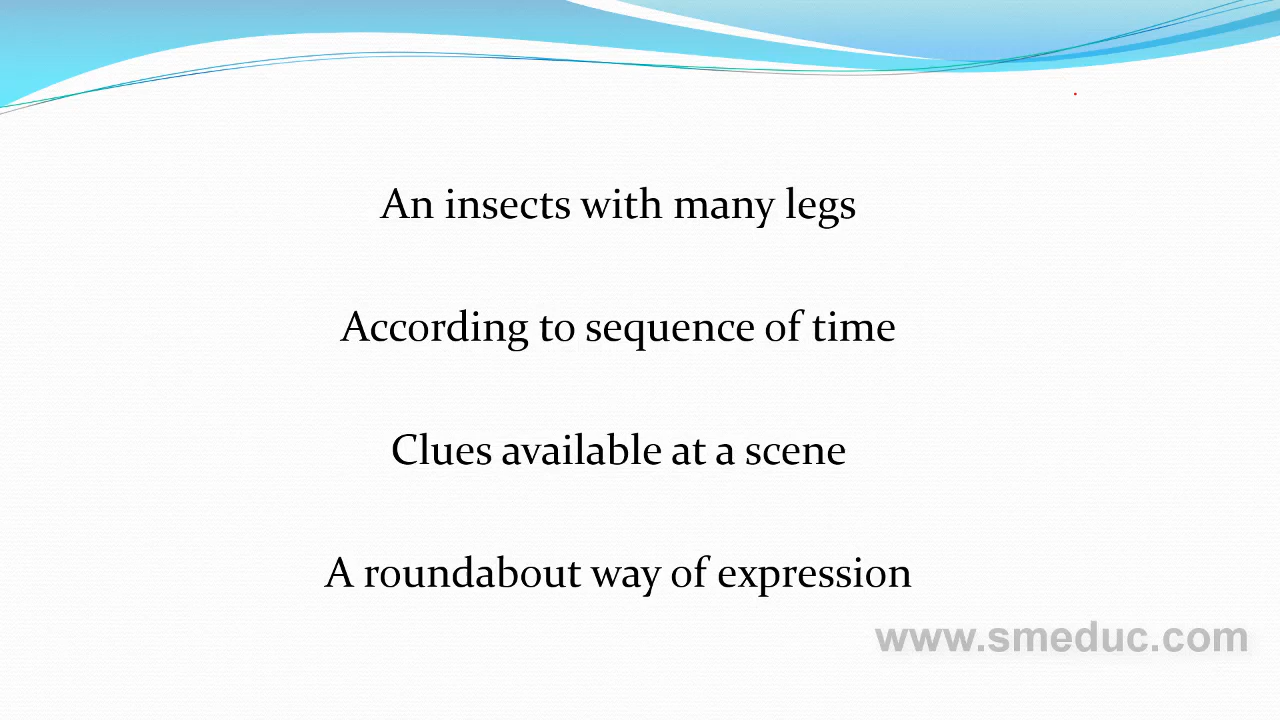 An insects with many legs
According to sequence of time
Clues available at a scene
A roundabout way of expression
www.smeduc.com